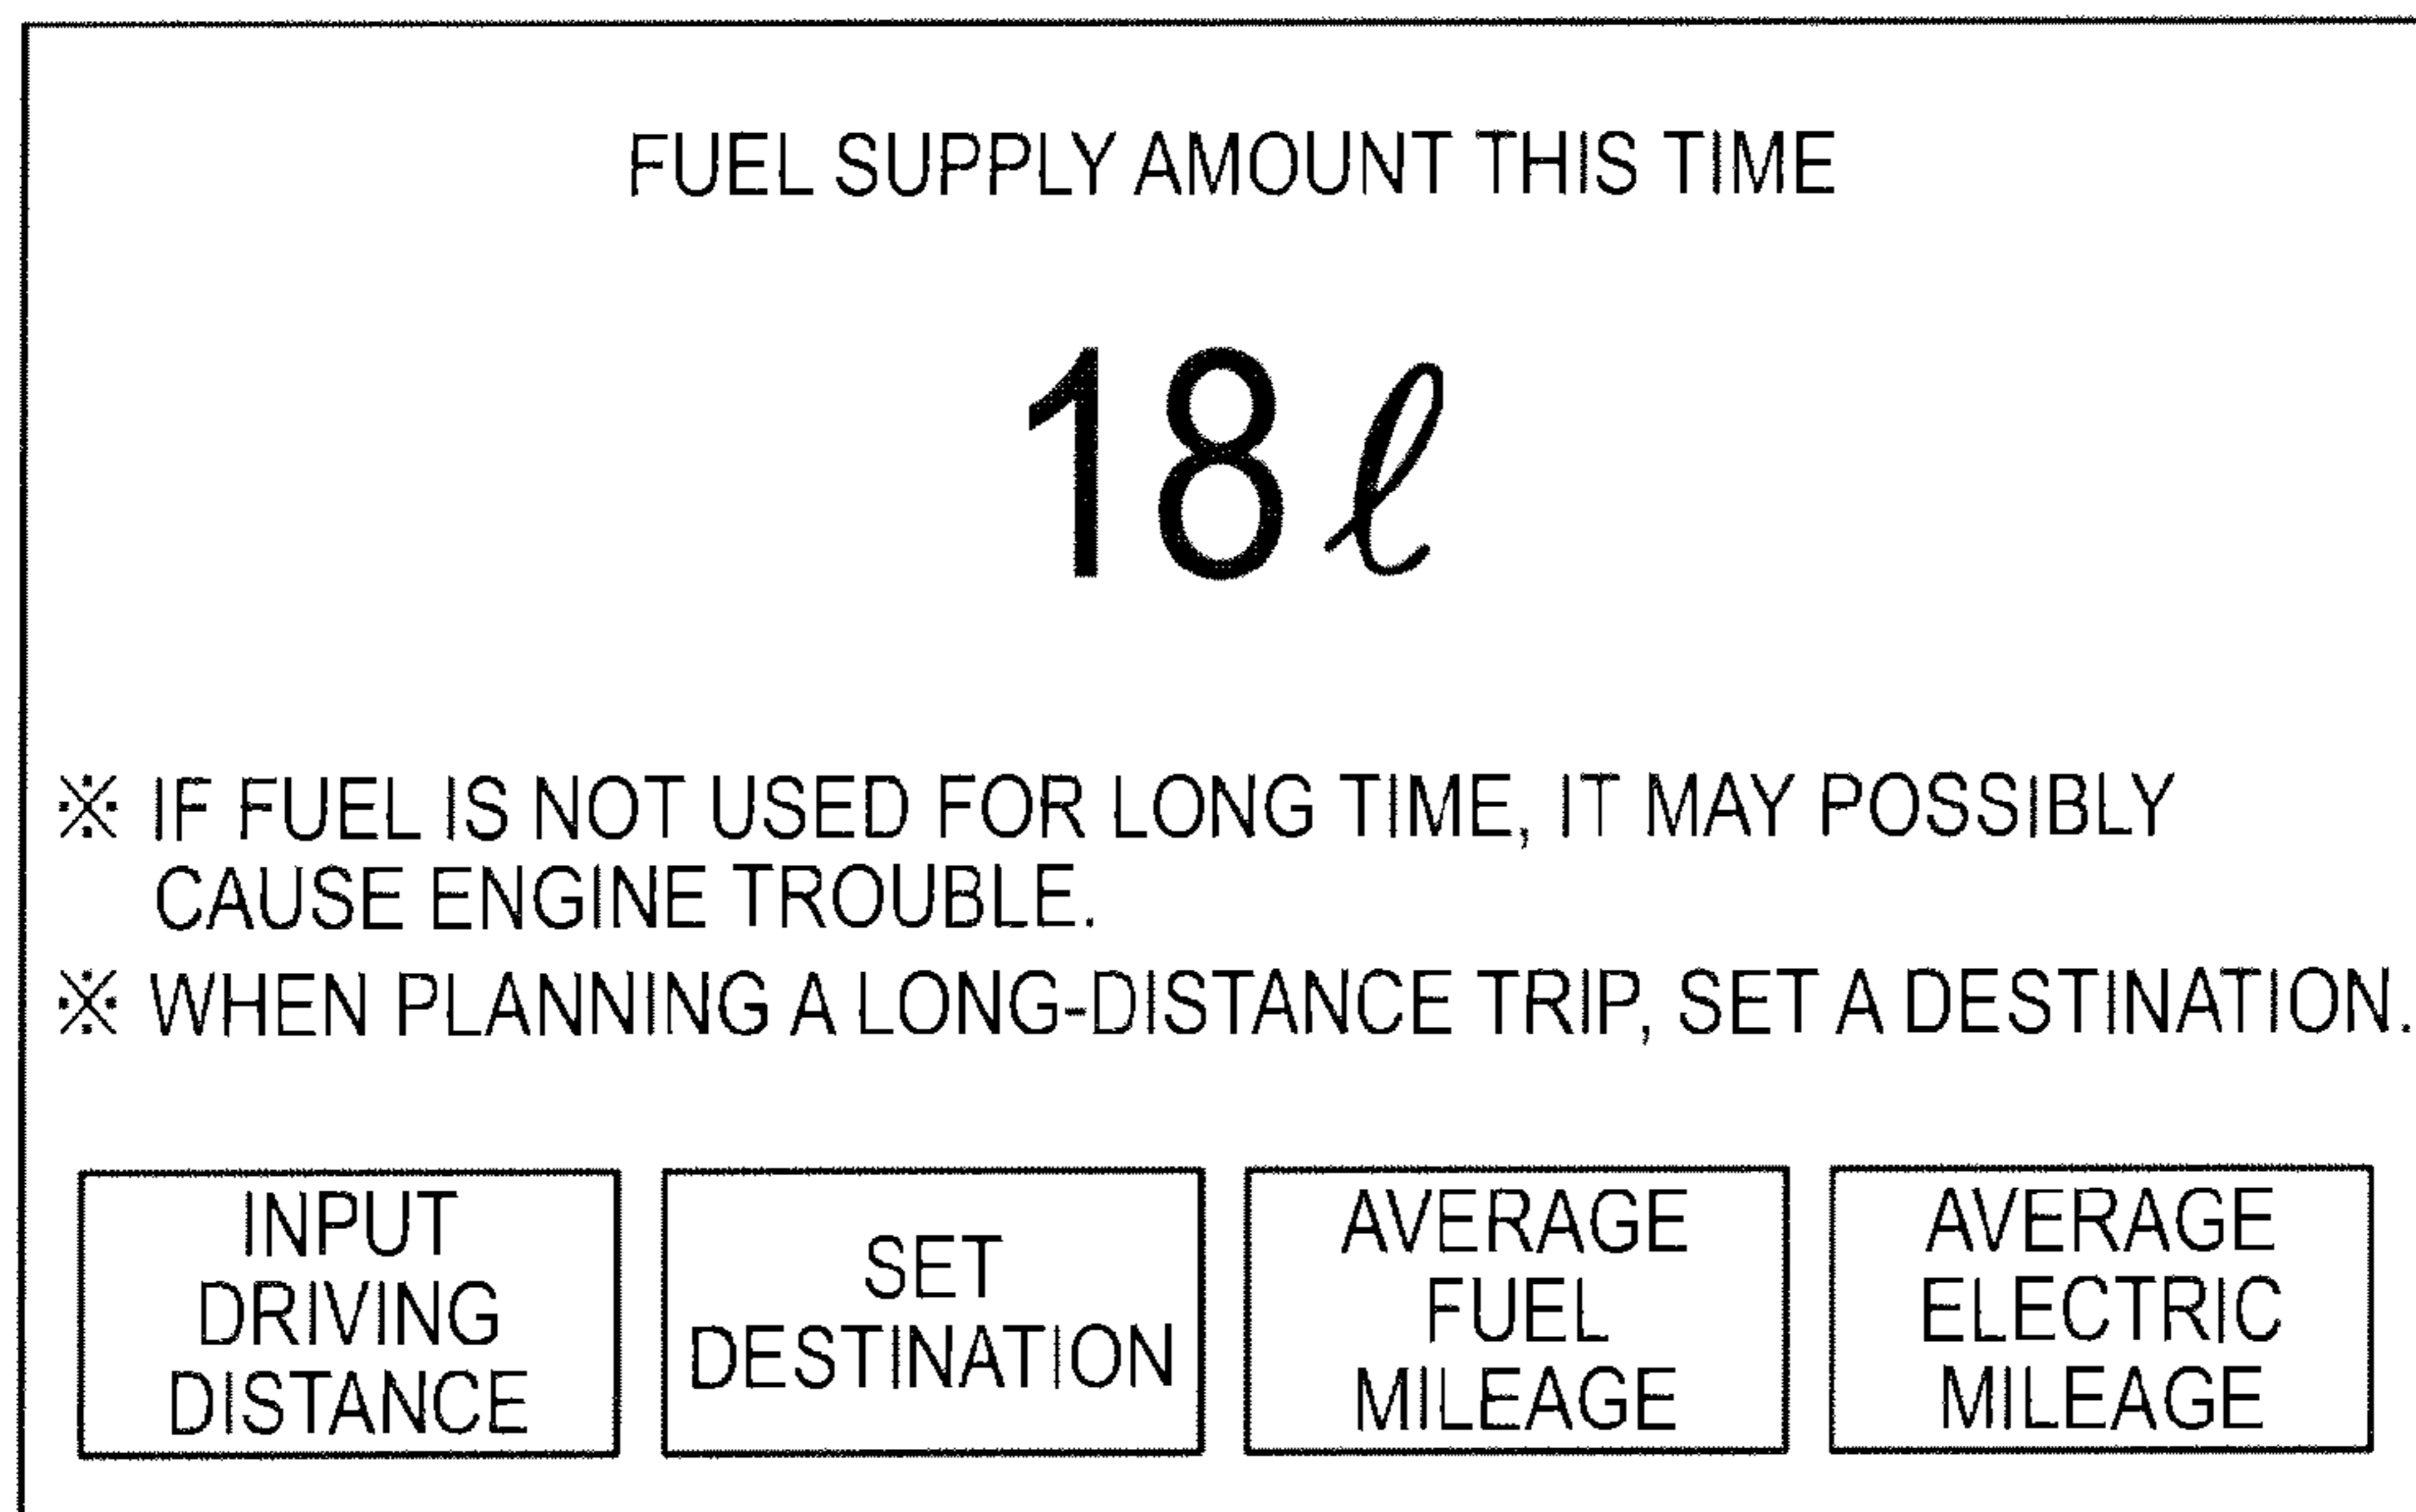 FUEL SUPPLY AMOUNT THIS TIME
18ℓ
※ IF FUEL IS NOT USED FOR LONG TIME, IT MAY POSSIBLY
CAUSE ENGINE TROUBLE.
※ WHEN PLANNING A LONG-DISTANCE TRIP, SET A DESTINATION.
INPUT
DRIVING
DISTANCE
SET
DESTINATION
AVERAGE
FUEL
MILEAGE
AVERAGE
ELECTRIC
MILEAGE